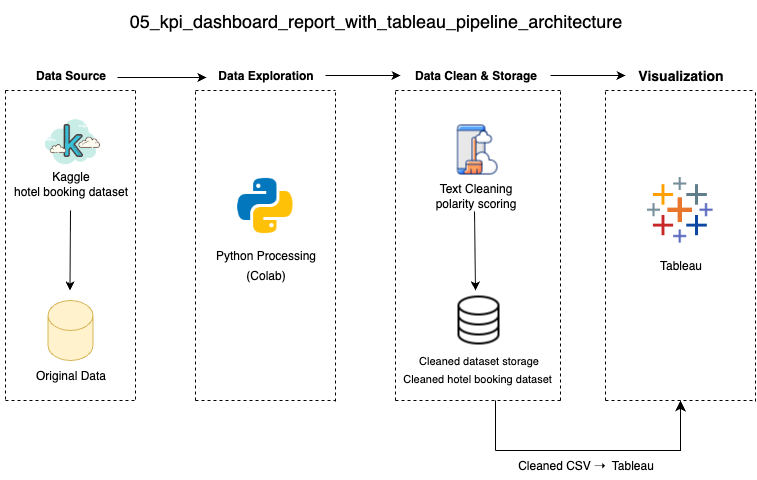 05_kpi_dashboard_report_with_tableau_pipeline_architecture
Data Source
Data Exploration
Data Clean & Storage
Visualization
k
Kaggle
hotel booking dataset
Original Data
Python Processing
(Colab)
Text Cleaning
polarity scoring
Cleaned dataset storage
Cleaned hotel booking dataset
Tableau
Cleaned CSV → Tableau